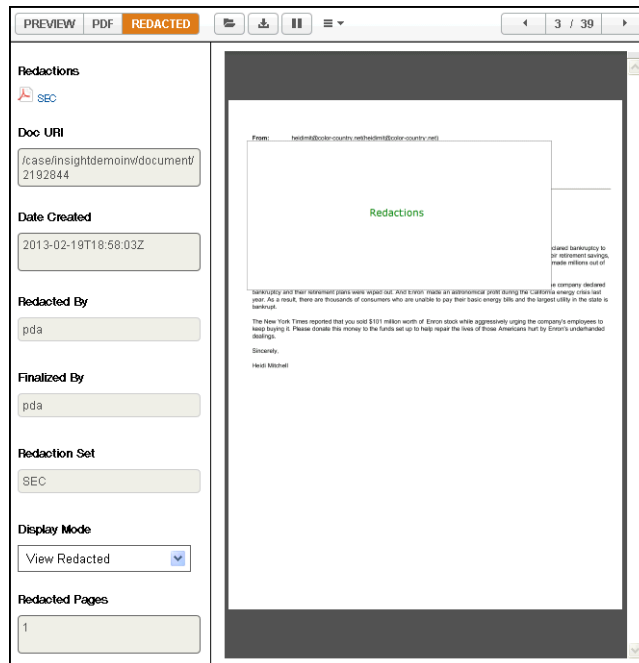 PREVIEW PDF REDACTED 3 / 39
Redactions
SEC
Doc URI
/case/insightdemoinv/document/
2192844
Date Created
2013-02-19T18:58:03Z
Redacted By
pda
Finalized By
pda
Redaction Set
SEC
Display Mode
View Redacted
Redacted Pages
1
From: heidimit@color-country.net(heidimit@color-country.net)
Redactions
clared bankruptcy to
eir retirement savings,
made millions out of
e company declared
bankruptcy and their retirement plans were wiped out. And Enron made an astronomical profit during the California energy crisis last
year. As a result, there are thousands of consumers who are unable to pay their basic energy bills and the largest utility in the state is
bankrupt.
The New York Times reported that you sold $101 million worth of Enron stock while aggressively urging the company's employees to
keep buying it. Please donate this money to the funds set up to help repair the lives of those Americans hurt by Enron's underhanded
dealings.
Sincerely,
Heidi Mitchell